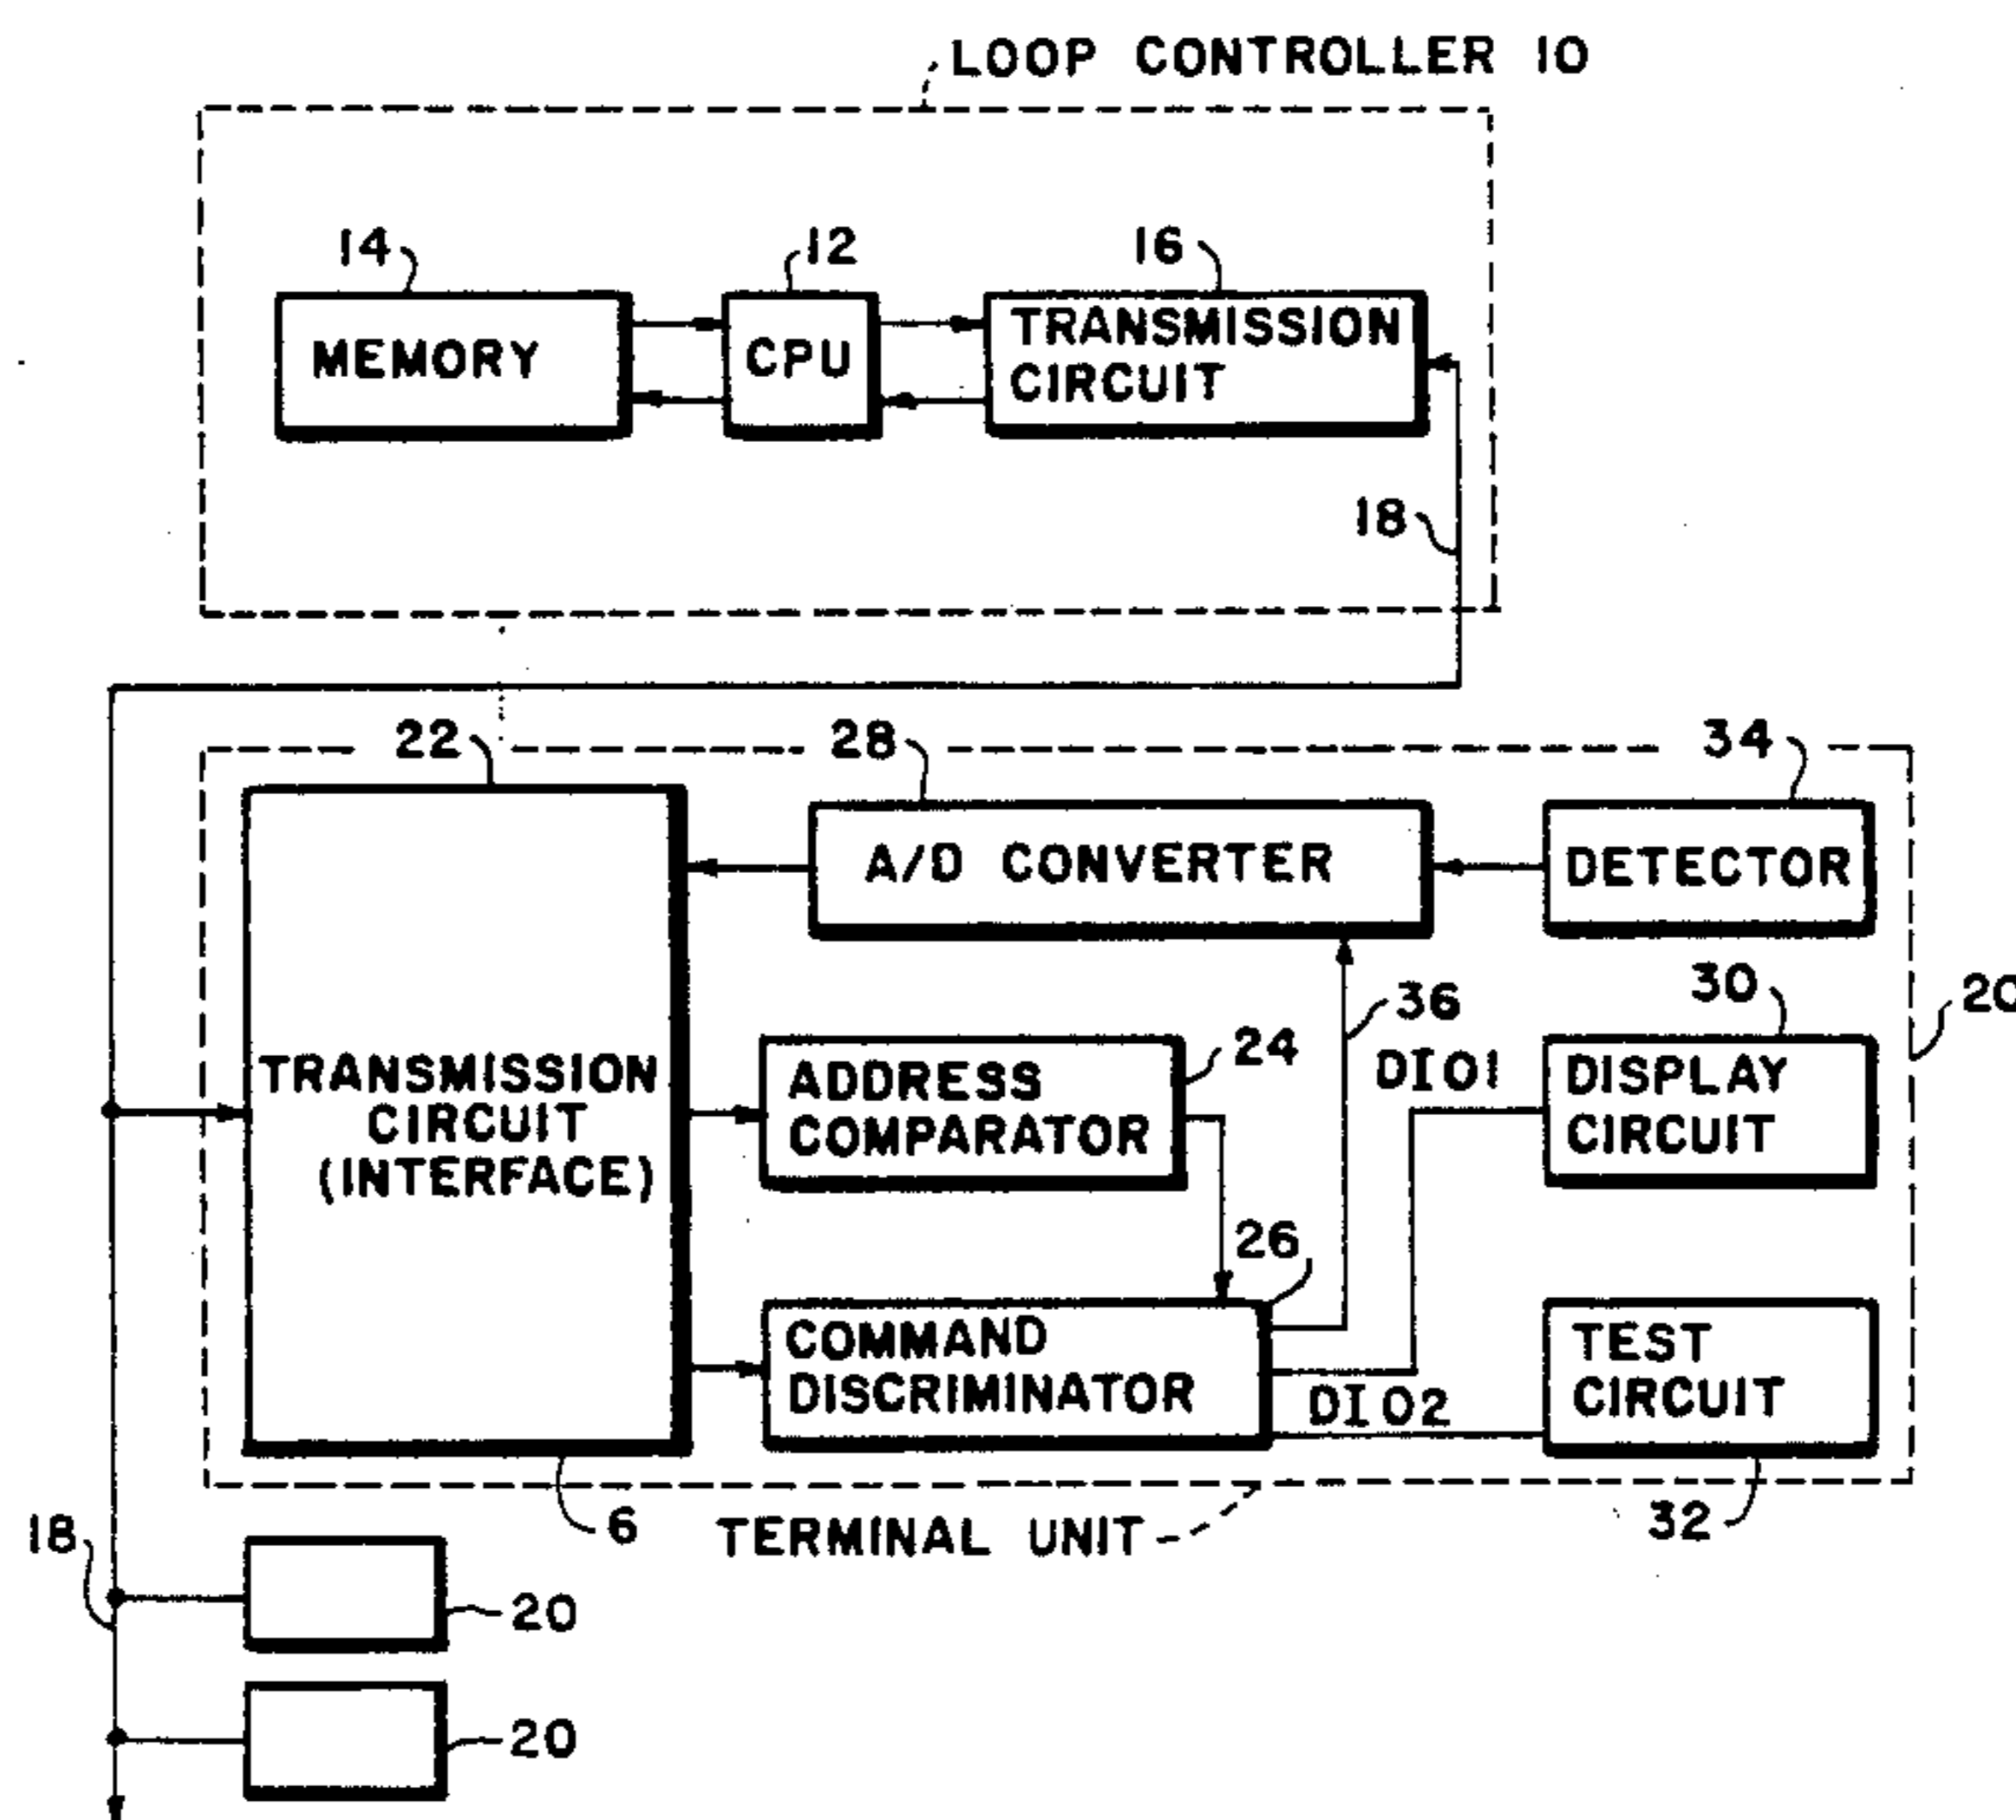 LOOP CONTROLLER 10
14
12
16
MEMORY
CPU
TRANSMISSION
CIRCUIT
18
22
28
34
A/D CONVERTER
DETECTOR
36
30
20
24
DIO1
ADDRESS
COMPARATOR
DISPLAY
CIRCUIT
TRANSMISSION
CIRCUIT
(INTERFACE)
26
COMMAND
DISCRIMINATOR
DIO2
TEST
CIRCUIT
6
TERMINAL UNIT
32
18
20
20